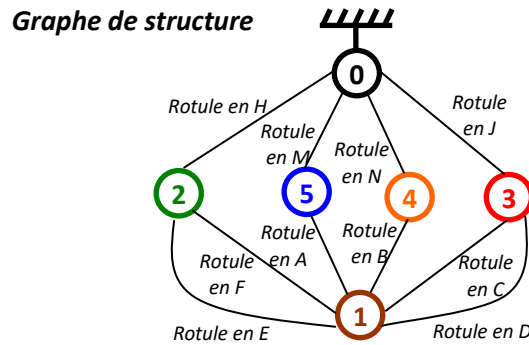 Graphe de structure
0
Rotule en H
Rotule
en J
Rotule
en M
Rotule
en N
2
5
4
3
Rotule
en F
Rotule
en A
Rotule
en B
Rotule
en C
1
Rotule en E
Rotule en D